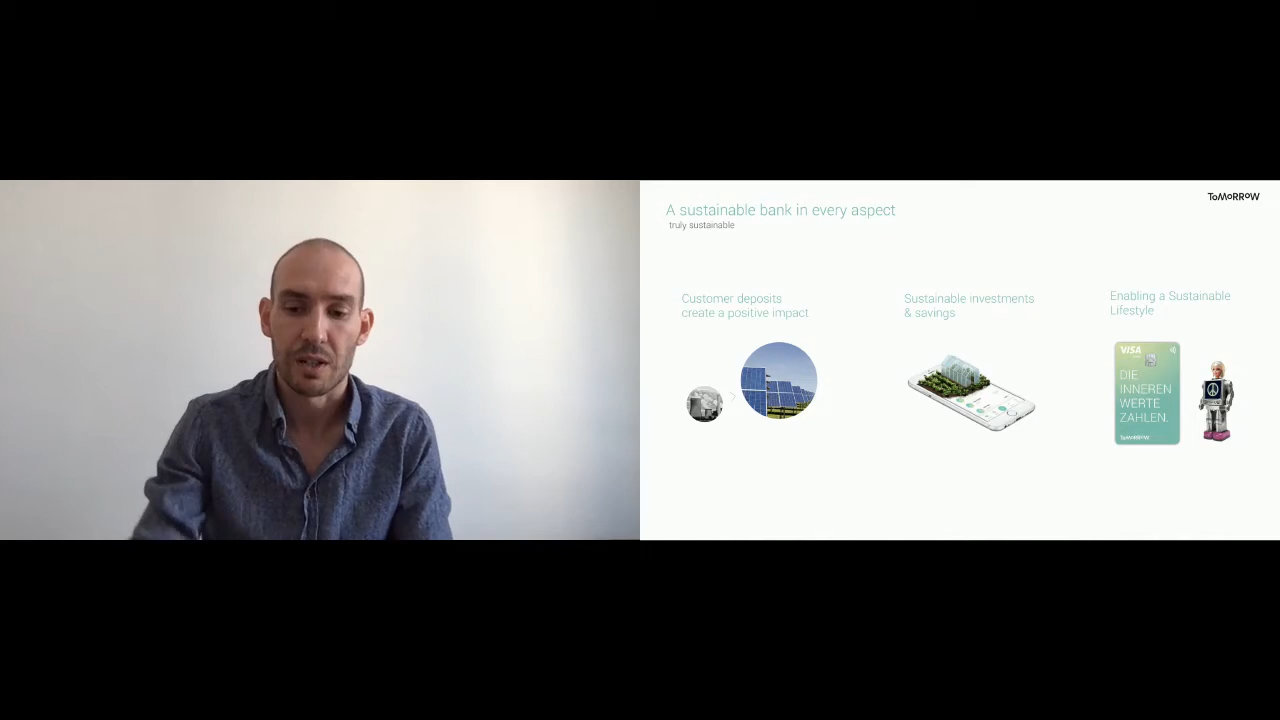 ToMoRRoW
A sustainable bank in every aspect
truly sustainable
Customer deposits
create a positive impact
Sustainable investments
& savings
Enabling a Sustainable
Lifestyle
VISA
DIE
INNEREN
WERTE
ZAHLEN.
ToMoRRoW